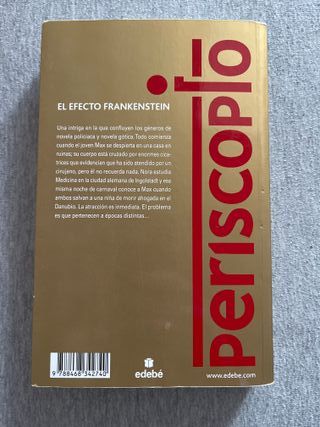 EL EFECTO FRANKENSTEIN
Una intriga en la que confluyen los géneros de
novela policiaca y novela gótica. Todo comienza
cuando el joven Max se despierta en una casa en
ruinas; su cuerpo está cruzado por enormes cica-
trices que evidencian que ha sido atendido por un
cirujano, pero él no recuerda nada. Nora estudia
Medicina en la ciudad alemana de Ingolstadt y esa
misma noche de carnaval conoce a Max cuando
ambos salvan a una niña de morir ahogada en el
Danubio. La atracción es inmediata. El problema
es que pertenecen a épocas distintas...
periscopio
9 788468 342740
edebé
www.edebe.com